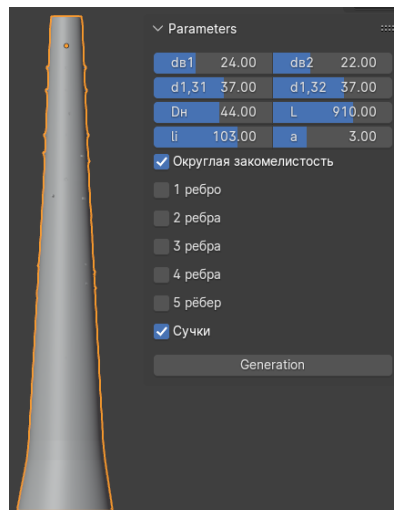 Parameters
dв1 24.00 dв2 22.00
d1,31 37.00 d1,32 37.00
Dн 44.00 L 910.00
li 103.00 a 3.00
Округлая закомелистость
1 ребро
2 ребра
3 ребра
4 ребра
5 рёбер
Сучки
Generation